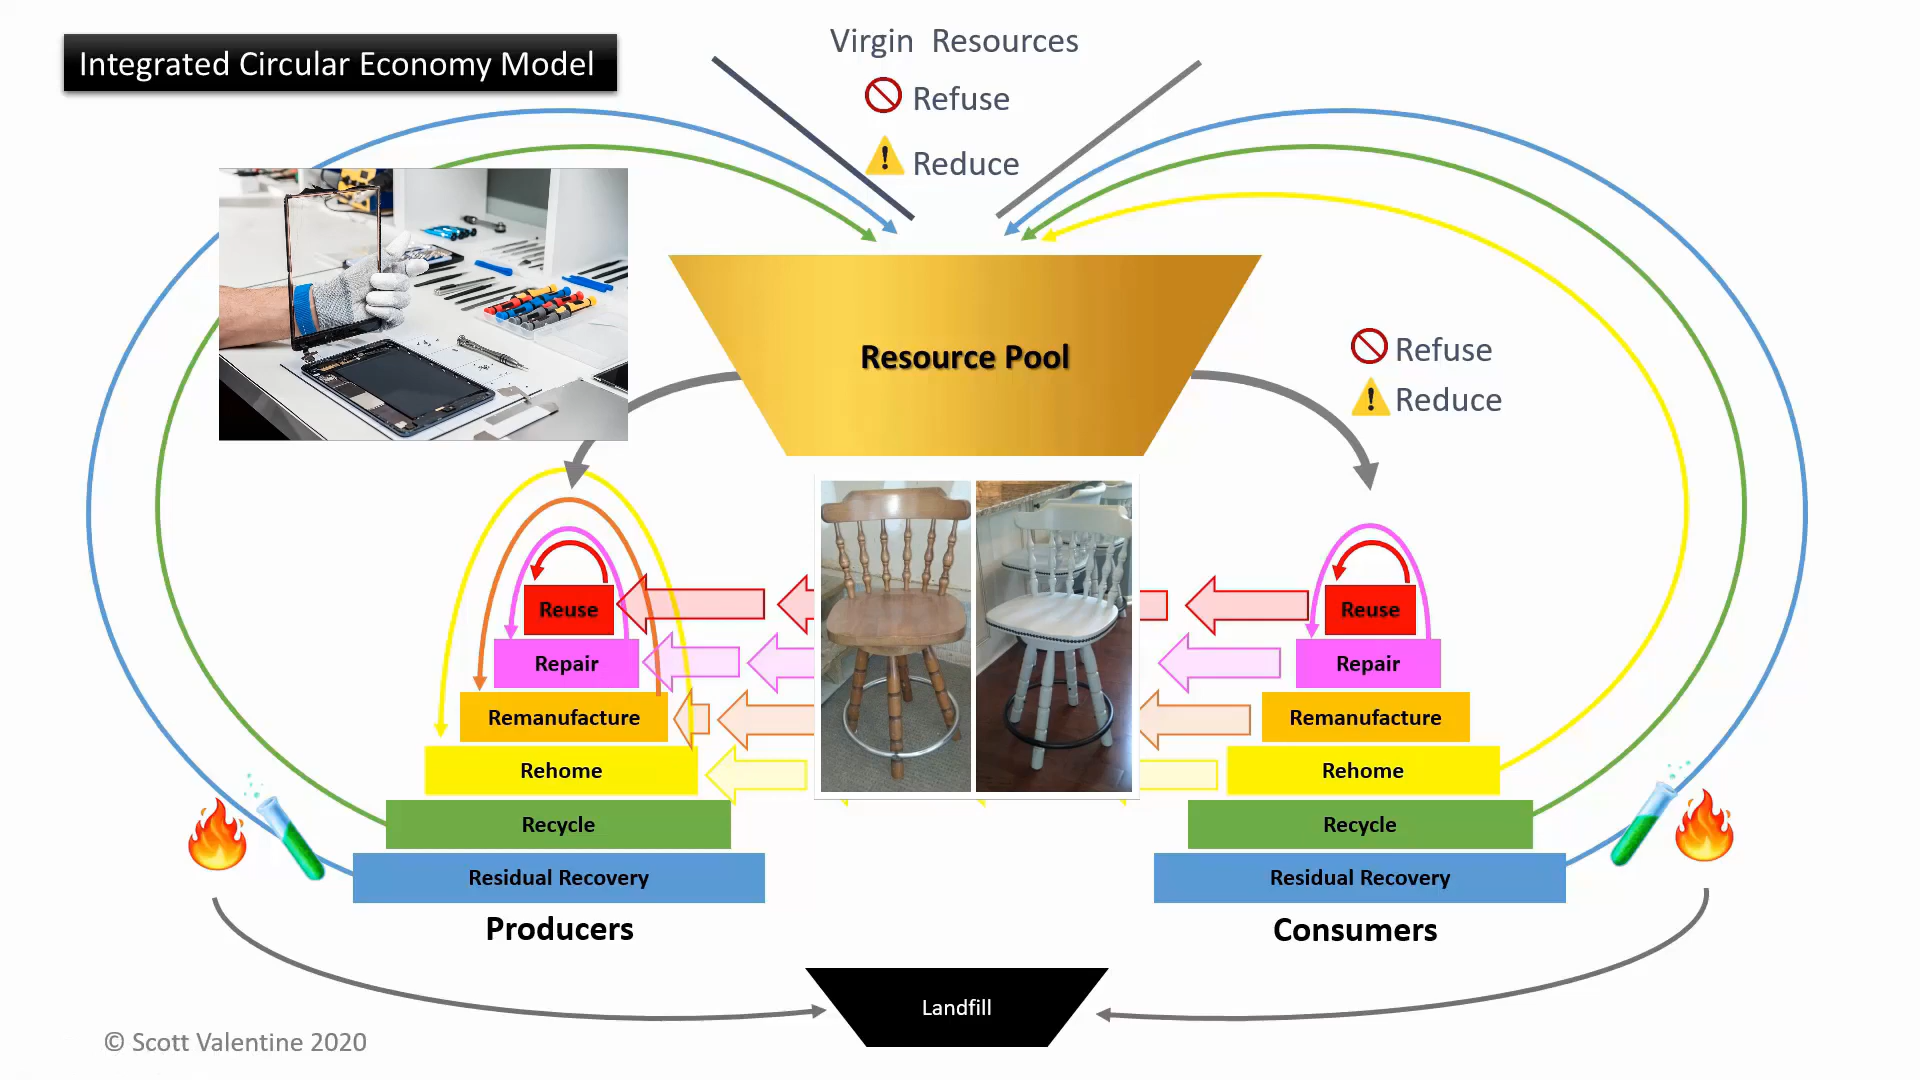 Integrated Circular Economy Model
Virgin Resources
Refuse
Reduce
Resource Pool
Refuse
Reduce
Reuse
Repair
Remanufacture
Rehome
Recycle
Residual Recovery
Producers
Reuse
Repair
Remanufacture
Rehome
Recycle
Residual Recovery
Consumers
Landfill
© Scott Valentine 2020